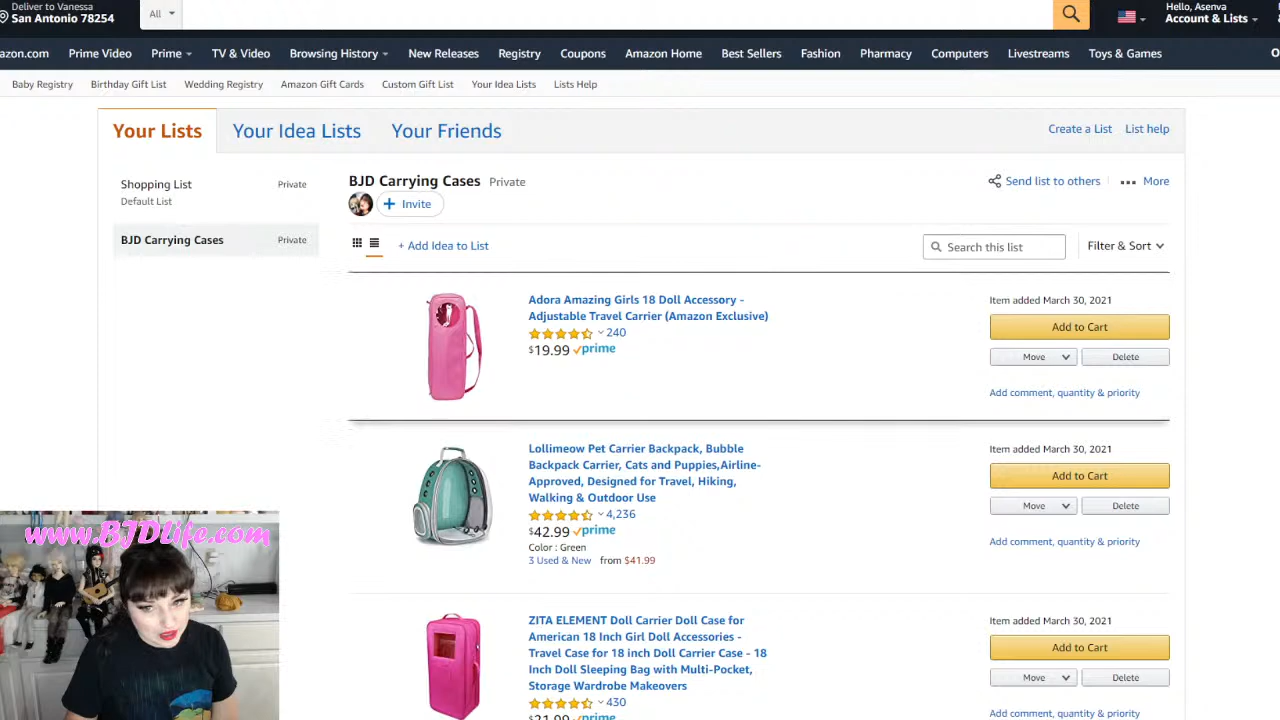 Deliver to Vanessa
San Antonio 78254
All
Hello, Asenva
Account & Lists
azon.com
Prime Video
Prime
TV & Video
Browsing History
New Releases
Registry
Coupons
Amazon Home
Best Sellers
Fashion
Pharmacy
Computers
Livestreams
Toys & Games
Baby Registry
Birthday Gift List
Wedding Registry
Amazon Gift Cards
Custom Gift List
Your Idea Lists
Lists Help
Your Lists
Your Idea Lists
Your Friends
Create a List
List help
Shopping List
Private
Default List
BJD Carrying Cases
Private
BJD Carrying Cases Private
Send list to others
More
+ Invite
+ Add Idea to List
Search this list
Filter & Sort
Adora Amazing Girls 18 Doll Accessory -
Adjustable Travel Carrier (Amazon Exclusive)
240
$19.99 prime
Item added March 30, 2021
Add to Cart
Move
Delete
Add comment, quantity & priority
Lollimeow Pet Carrier Backpack, Bubble
Backpack Carrier, Cats and Puppies,Airline-
Approved, Designed for Travel, Hiking,
Walking & Outdoor Use
4,236
$42.99 prime
Color : Green
3 Used & New from $41.99
Item added March 30, 2021
Add to Cart
Move
Delete
Add comment, quantity & priority
ZITA ELEMENT Doll Carrier Doll Case for
American 18 Inch Girl Doll Accessories -
Travel Case for 18 inch Doll Carrier Case - 18
Inch Doll Sleeping Bag with Multi-Pocket,
Storage Wardrobe Makeovers
430
$21.99 prime
Item added March 30, 2021
Add to Cart
Move
Delete
Add comment, quantity & priority
www.BJDLife.com